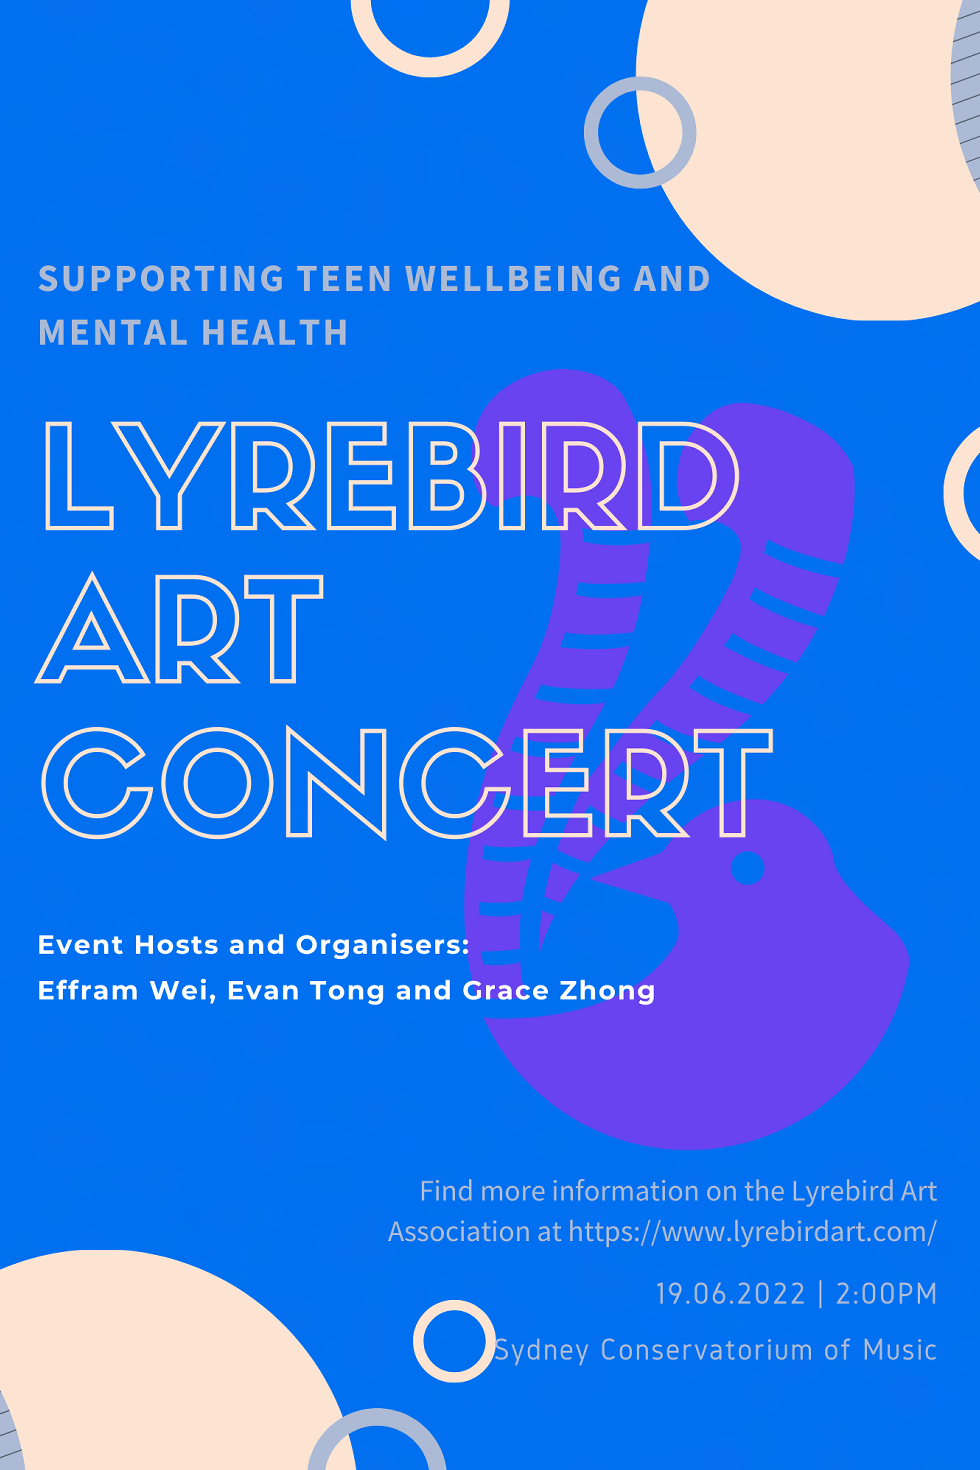 SUPPORTING TEEN WELLBEING AND
MENTAL HEALTH
LYREBIRD
ART
CONCERT
Event Hosts and Organisers:
Effram Wei, Evan Tong and Grace Zhong
Find more information on the Lyrebird Art
Association at https://www.lyrebirdart.com/
19.06.2022 | 2:00PM
Sydney Conservatorium of Music